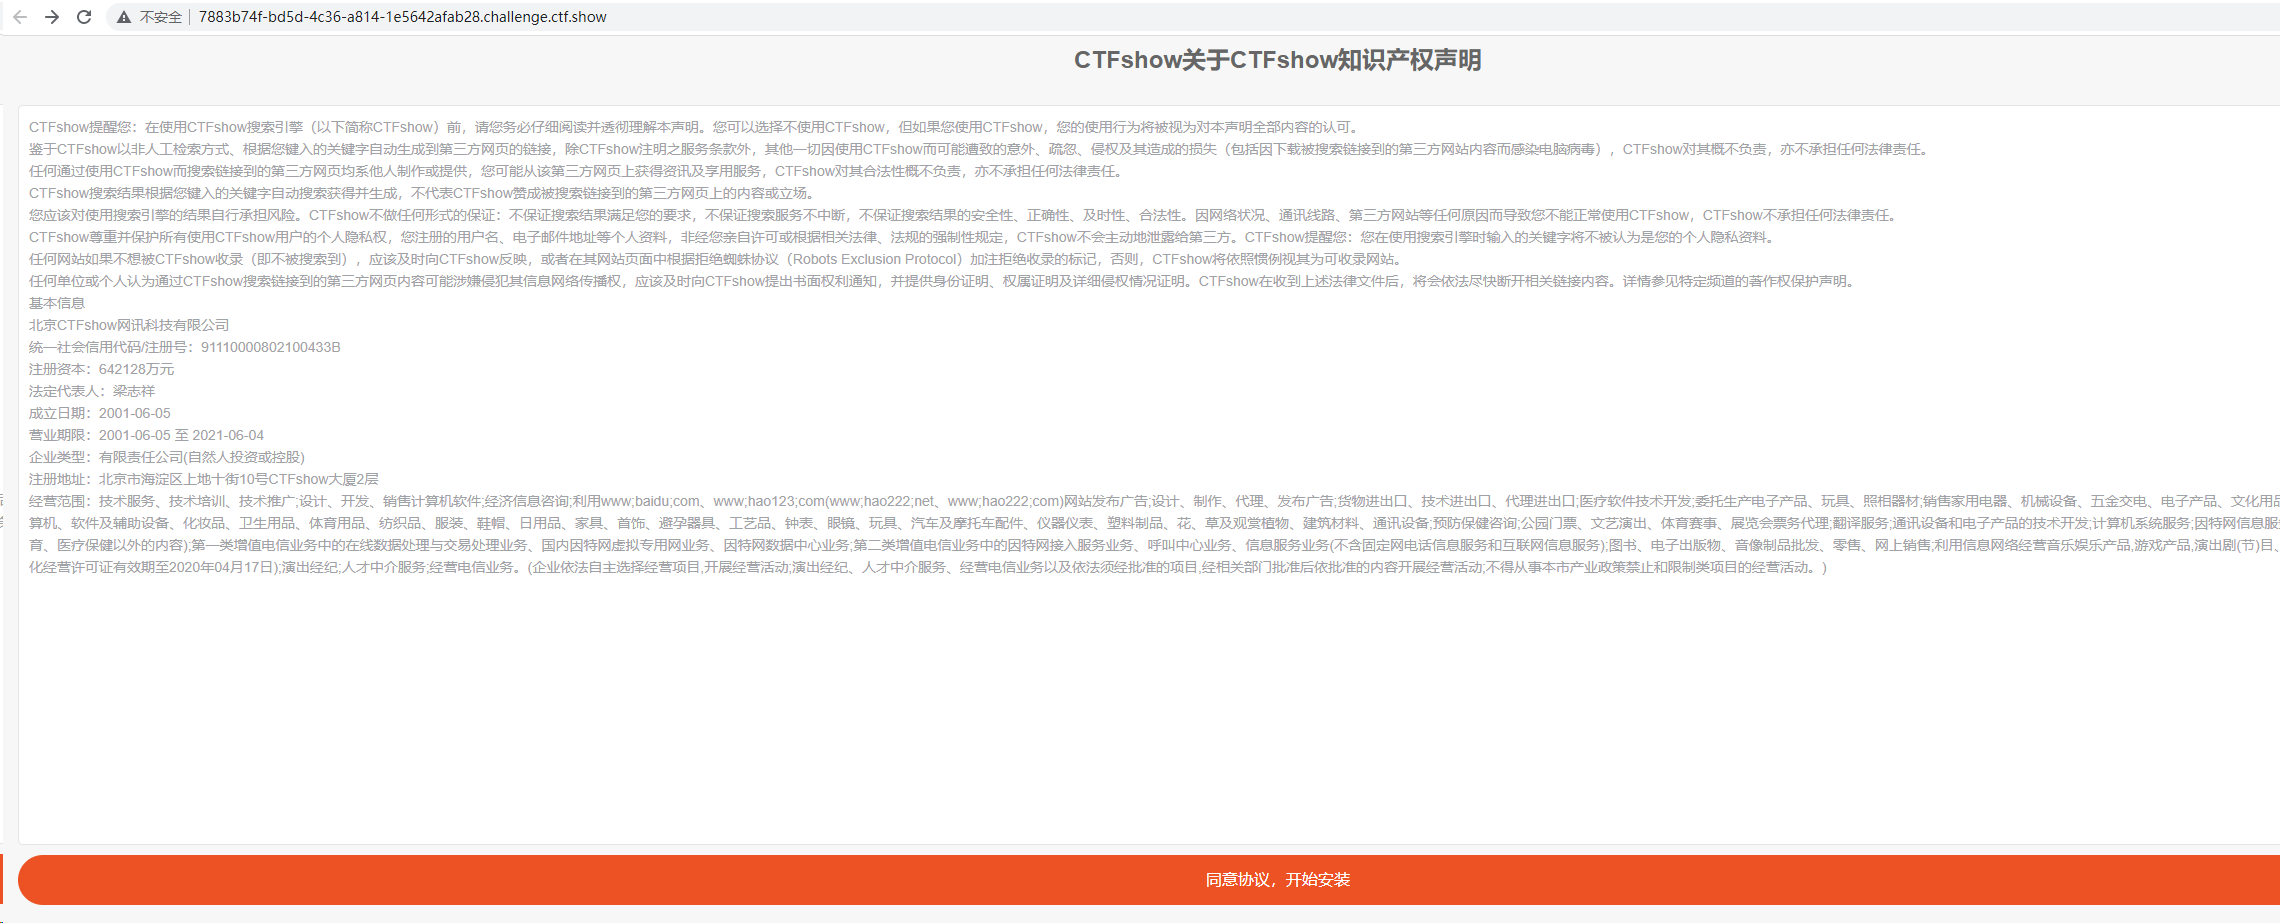 不安全 | 7883b74f-bd5d-4c36-a814-1e5642afab28.challenge.ctf.show
CTFshow关于CTFshow知识产权声明
CTFshow提醒您：在使用CTFshow搜索引擎（以下简称CTFshow）前，请您务必仔细阅读并透彻理解本声明。您可以选择不使用CTFshow，但如果您使用CTFshow，您的使用行为将被视为对本声明全部内容的认可。
鉴于CTFshow以非人工检索方式、根据您键入的关键字自动生成到第三方网页的链接，除CTFshow注明之服务条款外，其他一切因使用CTFshow而可能遭致的意外、疏忽、侵权及其造成的损失（包括因下载被搜索链接到的第三方网站内容而感染电脑病毒），CTFshow对其概不负责，亦不承担任何法律责任。
任何通过使用CTFshow而搜索链接到的第三方网页均系他人制作或提供，您可能从该第三方网页上获得资讯及享用服务，CTFshow对其合法性概不负责，亦不承担任何法律责任。
CTFshow搜索结果根据您键入的关键字自动搜索获得并生成，不代表CTFshow赞成被搜索链接到的第三方网页上的内容或立场。
您应该对使用搜索引擎的结果自行承担风险。CTFshow不做任何形式的保证：不保证搜索结果满足您的要求，不保证搜索服务不中断，不保证搜索结果的安全性、正确性、及时性、合法性。因网络状况、通讯线路、第三方网站等任何原因而导致您不能正常使用CTFshow，CTFshow不承担任何法律责任。
CTFshow尊重并保护所有使用CTFshow用户的个人隐私权，您注册的用户名、电子邮件地址等个人资料，非经您亲自许可或根据相关法律、法规的强制性规定，CTFshow不会主动地泄露给第三方。CTFshow提醒您：您在使用搜索引擎时输入的关键字将不被认为是您的个人隐私资料。
任何网站如果不想被CTFshow收录（即不被搜索到），应该及时向CTFshow反映，或者在其网站页面中根据拒绝蜘蛛协议（Robots Exclusion Protocol）加注拒绝收录的标记，否则，CTFshow将依照惯例视其为可收录网站。
任何单位或个人认为通过CTFshow搜索链接到的第三方网页内容可能涉嫌侵犯其信息网络传播权，应该及时向CTFshow提出书面权利通知，并提供身份证明、权属证明及详细侵权情况证明。CTFshow在收到上述法律文件后，将会依法尽快断开相关链接内容。详情参见特定频道的著作权保护声明。
基本信息
北京CTFshow网讯科技有限公司
统一社会信用代码/注册号：91110000802100433B
注册资本：642128万元
法定代表人：梁志祥
成立日期：2001-06-05
营业期限：2001-06-05 至 2021-06-04
企业类型：有限责任公司(自然人投资或控股)
注册地址：北京市海淀区上地十街10号CTFshow大厦2层
经营范围：技术服务、技术培训、技术推广;设计、开发、销售计算机软件;经济信息咨询;利用www;baidu;com、www;hao123;com(www;hao222;net、www;hao222;com)网站发布广告;设计、制作、代理、发布广告;货物进出口、技术进出口、代理进出口;医疗软件技术开发;委托生产电子产品、玩具、照相器材;销售家用电器、机械设备、五金交电、电子产品、文化用品
算机、软件及辅助设备、化妆品、卫生用品、体育用品、纺织品、服装、鞋帽、日用品、家具、首饰、避孕器具、工艺品、钟表、眼镜、玩具、汽车及摩托车配件、仪器仪表、塑料制品、花、草及观赏植物、建筑材料、通讯设备;预防保健咨询;公园门票、文艺演出、体育赛事、展览会票务代理;翻译服务;通讯设备和电子产品的技术开发;计算机系统服务;因特网信息服
育、医疗保健以外的内容);第一类增值电信业务中的在线数据处理与交易处理业务、国内因特网虚拟专用网业务、因特网数据中心业务;第二类增值电信业务中的因特网接入服务业务、呼叫中心业务、信息服务业务(不含固定网电话信息服务和互联网信息服务);图书、电子出版物、音像制品批发、零售、网上销售;利用信息网络经营音乐娱乐产品,游戏产品,演出剧(节)目、
化经营许可证有效期至2020年04月17日);演出经纪;人才中介服务;经营电信业务。(企业依法自主选择经营项目,开展经营活动;演出经纪、人才中介服务、经营电信业务以及依法须经批准的项目,经相关部门批准后依批准的内容开展经营活动;不得从事本市产业政策禁止和限制类项目的经营活动。)
同意协议，开始安装